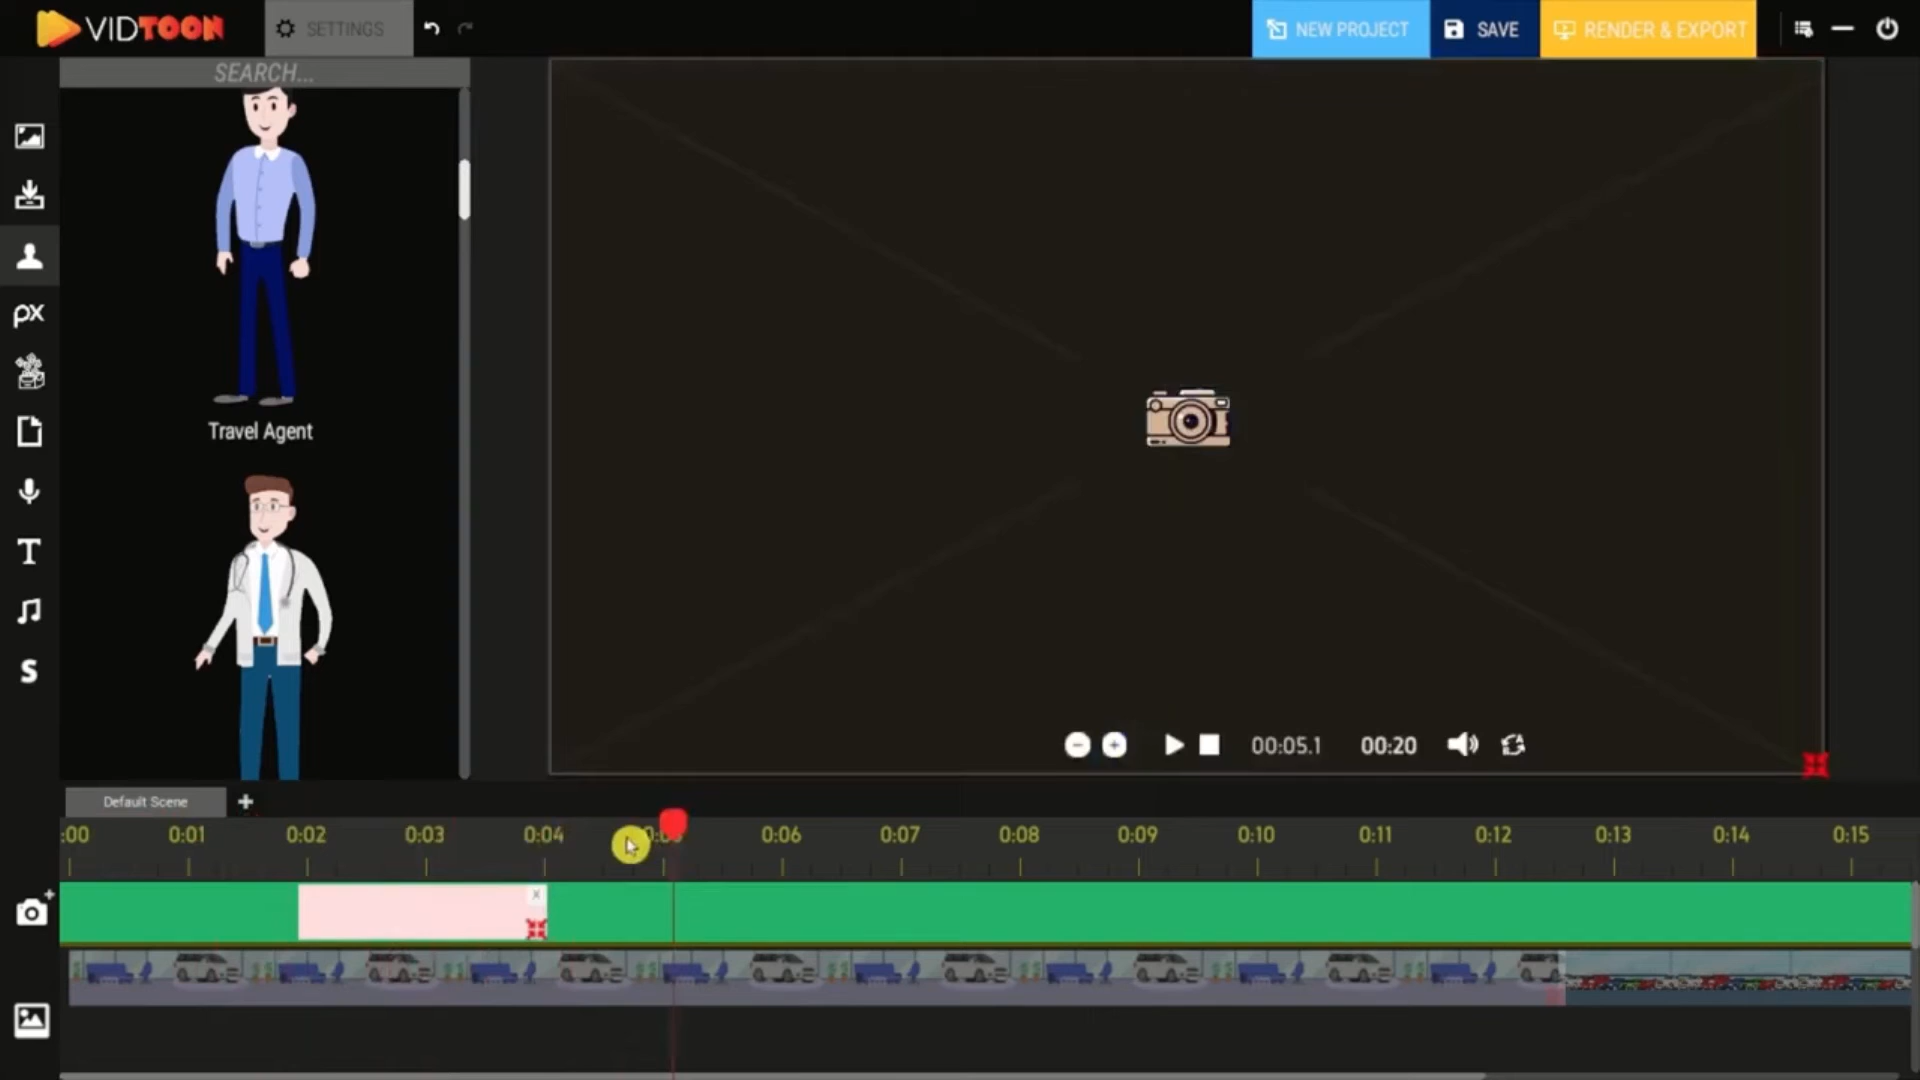 VIDTOON
SETTINGS
NEW PROJECT
SAVE
RENDER & EXPORT
SEARCH...
px
Travel Agent
T
S
00:05.1
00:20
Default Scene
:00
0:01
0:02
0:03
0:04
0:06
0:07
0:08
0:09
0:10
0:11
0:12
0:13
0:14
0:15
x